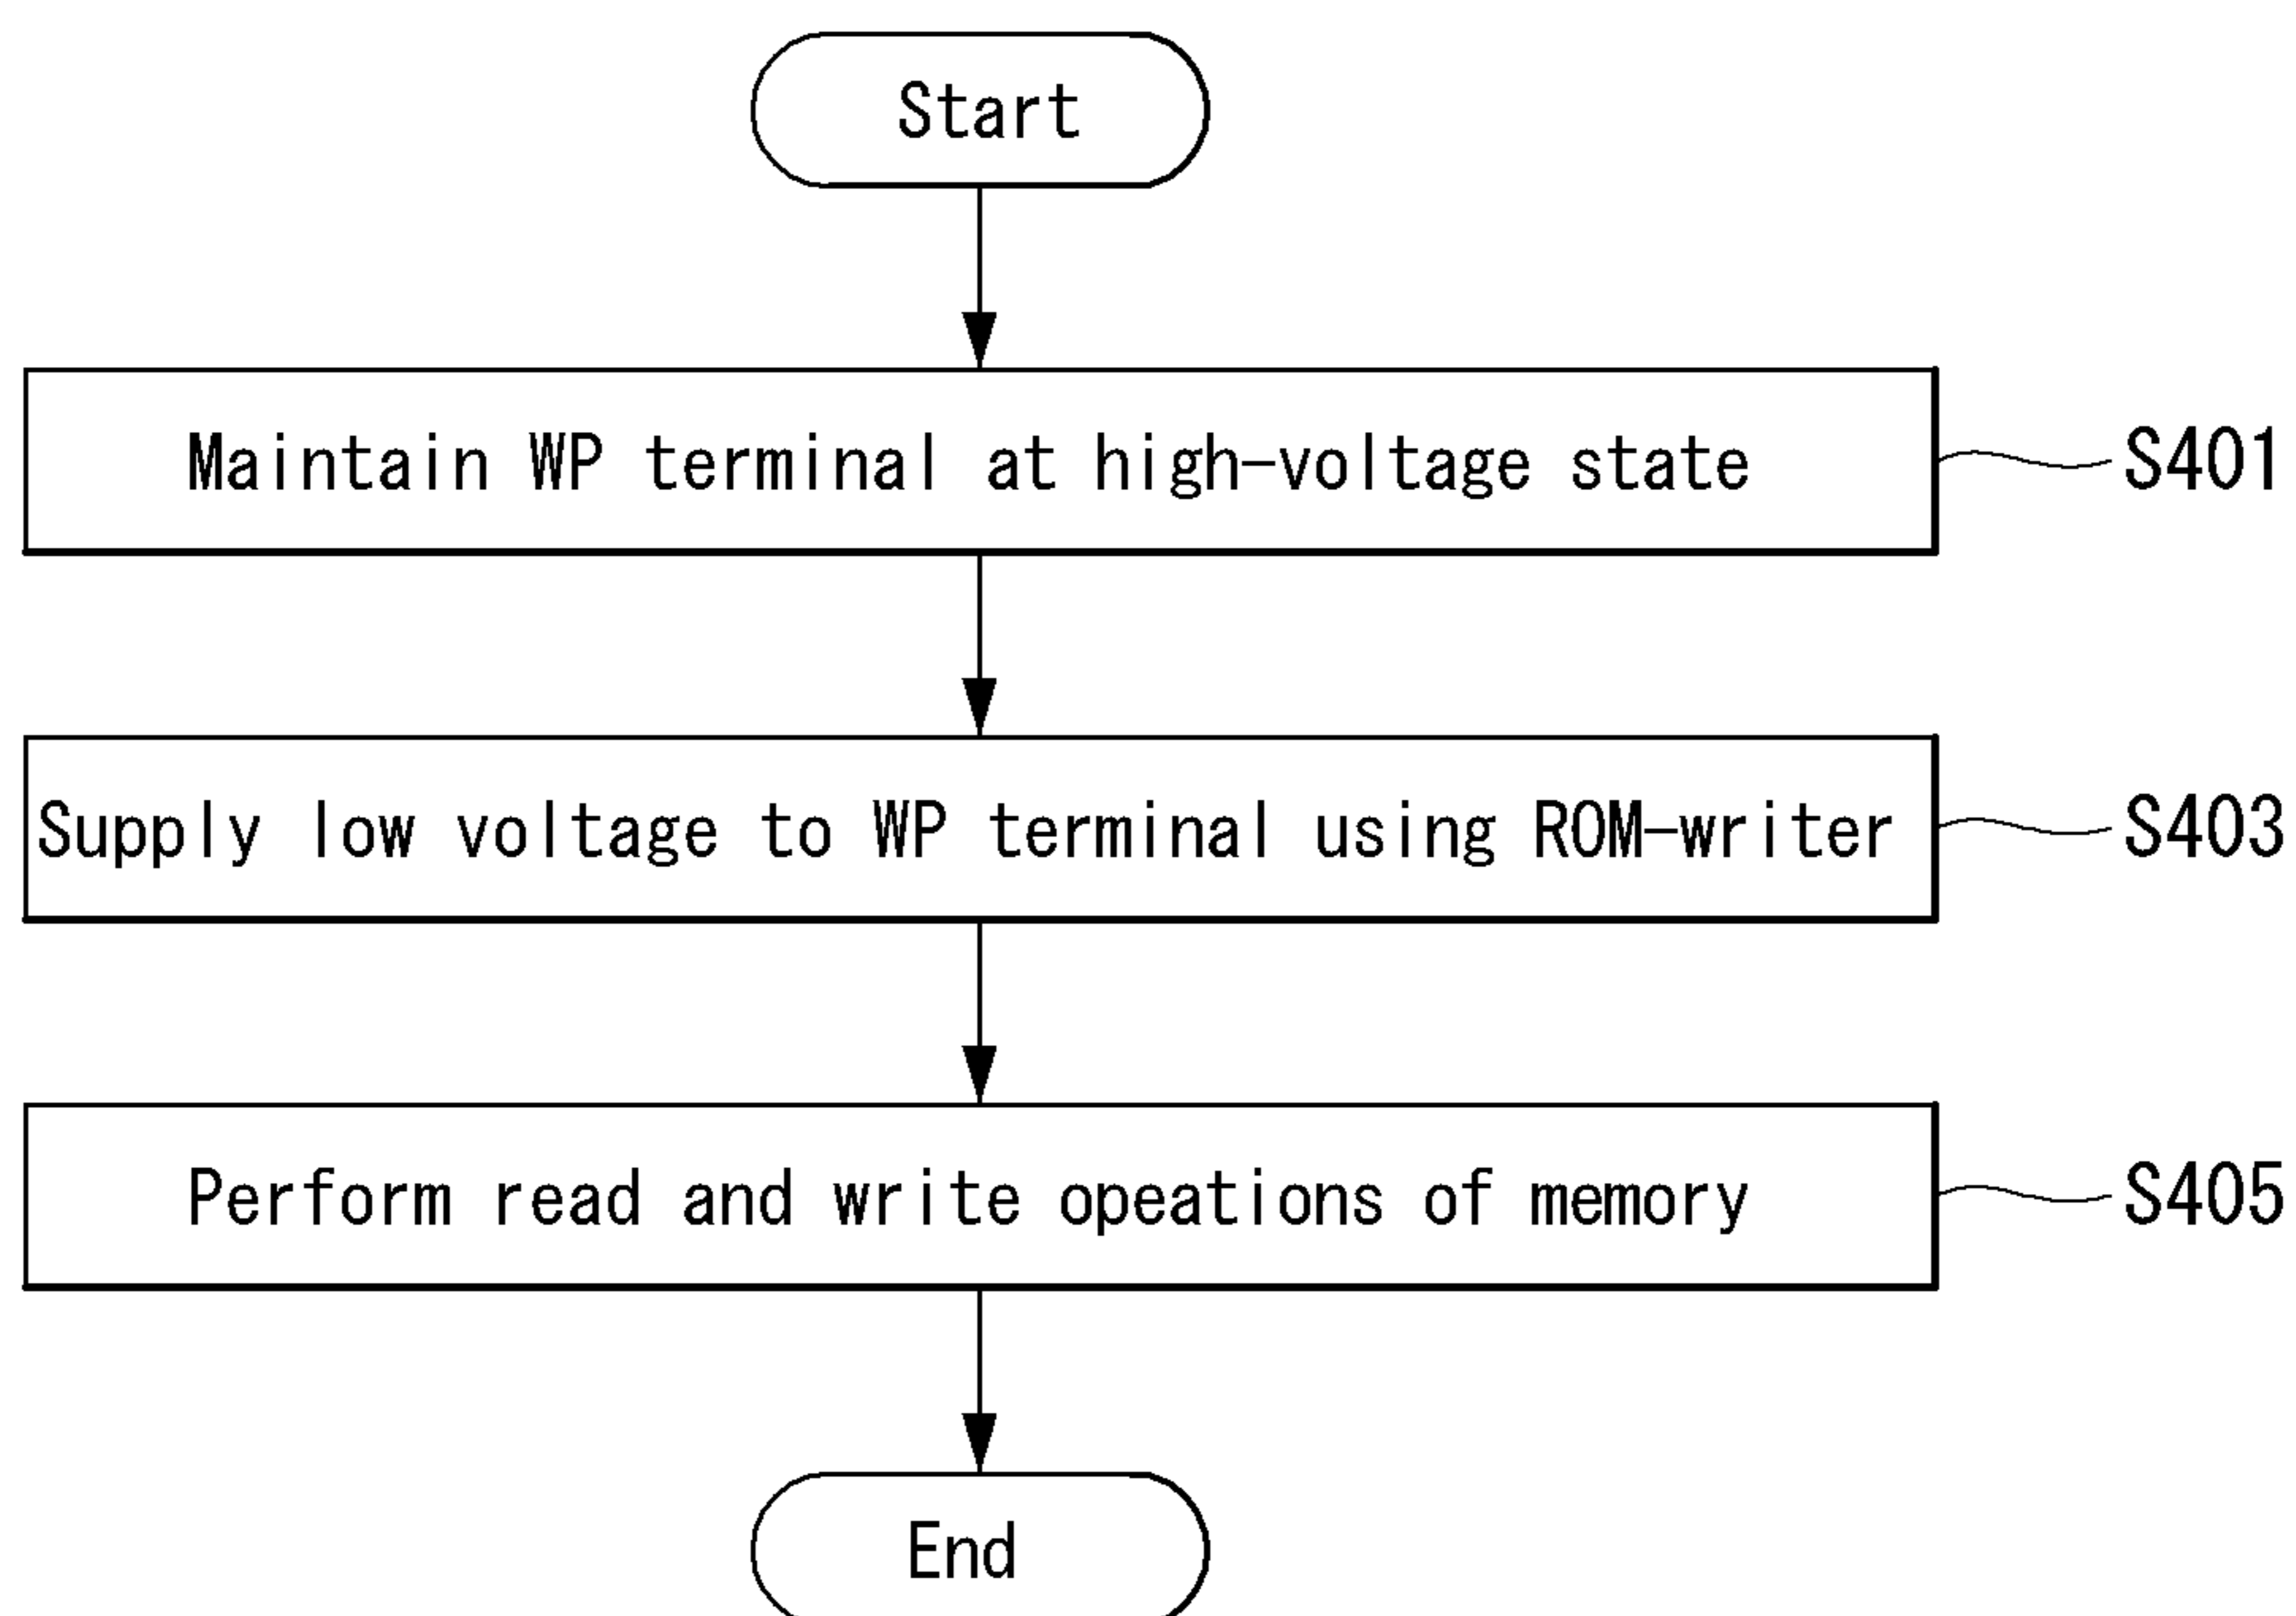 Start
Maintain WP terminal at high-voltage state
S401
Supply low voltage to WP terminal using ROM-writer
S403
Perform read and write opeations of memory
S405
End